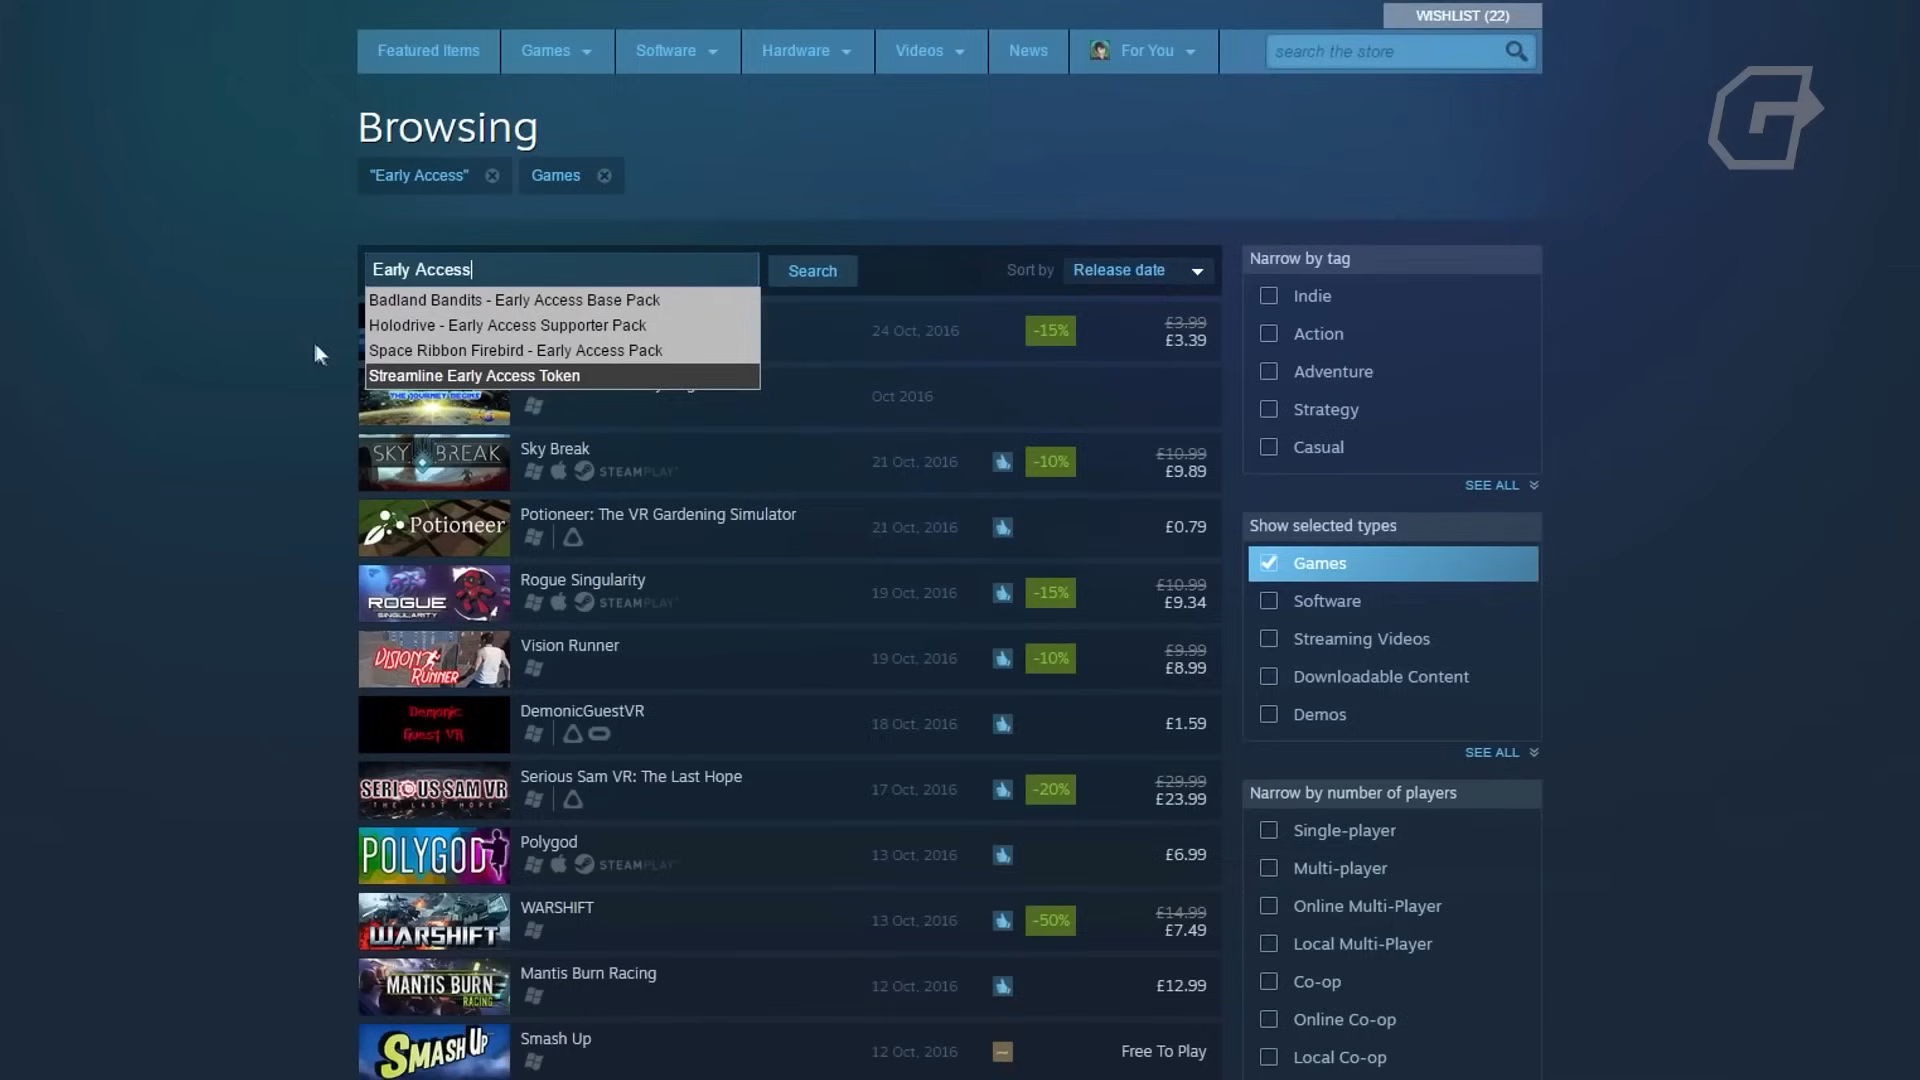 WISHLIST (22)
Featured Items
Games
Software
Hardware
Videos
News
For You
search the store
Browsing
"Early Access"
Games
Early Access
Search
Sort by
Release date
Badland Bandits - Early Access Base Pack
Holodrive - Early Access Supporter Pack
Space Ribbon Firebird - Early Access Pack
Streamline Early Access Token
24 Oct, 2016
-15%
£3.99
£3.39
THE JOURNEY BEGINS
Oct 2016
SKY BREAK
Sky Break
STEAMPLAY
21 Oct, 2016
-10%
£10.99
£9.89
Potioneer
Potioneer: The VR Gardening Simulator
21 Oct, 2016
£0.79
ROGUE
SINGULARITY
Rogue Singularity
STEAMPLAY
19 Oct, 2016
-15%
£10.99
£9.34
VISION
RUNNER
Vision Runner
19 Oct, 2016
-10%
£9.99
£8.99
Demonic
Guest VR
DemonicGuestVR
18 Oct, 2016
£1.59
SERIOUS SAM VR
THE LAST HOPE
Serious Sam VR: The Last Hope
17 Oct, 2016
-20%
£29.99
£23.99
POLYGOD
Polygod
STEAMPLAY
13 Oct, 2016
£6.99
WARSHIFT
WARSHIFT
13 Oct, 2016
-50%
£14.99
£7.49
MANTIS BURN
RACING
Mantis Burn Racing
12 Oct, 2016
£12.99
SMASH UP
Smash Up
12 Oct, 2016
Free To Play
Narrow by tag
Indie
Action
Adventure
Strategy
Casual
SEE ALL
Show selected types
Games
Software
Streaming Videos
Downloadable Content
Demos
SEE ALL
Narrow by number of players
Single-player
Multi-player
Online Multi-Player
Local Multi-Player
Co-op
Online Co-op
Local Co-op